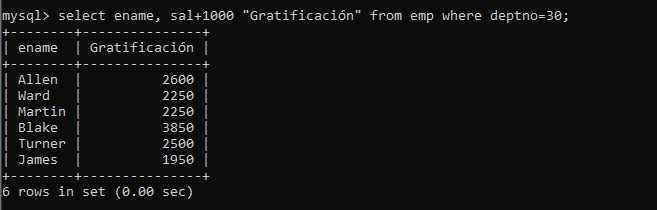 mysql> select ename, sal+1000 "Gratificación" from emp where deptno=30;
+--------+---------------+
| ename  | Gratificación |
+--------+---------------+
| Allen  |          2600 |
| Ward   |          2250 |
| Martin |          2250 |
| Blake  |          3850 |
| Turner |          2500 |
| James  |          1950 |
+--------+---------------+
6 rows in set (0.00 sec)